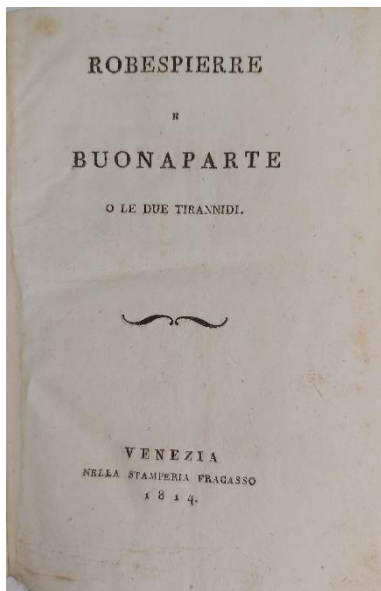 ROBESPIERRE
E
BUONAPARTE
O LE DUE TIRANNIDI.
VENEZIA
NELLA STAMPERIA FRACASSO
1814.